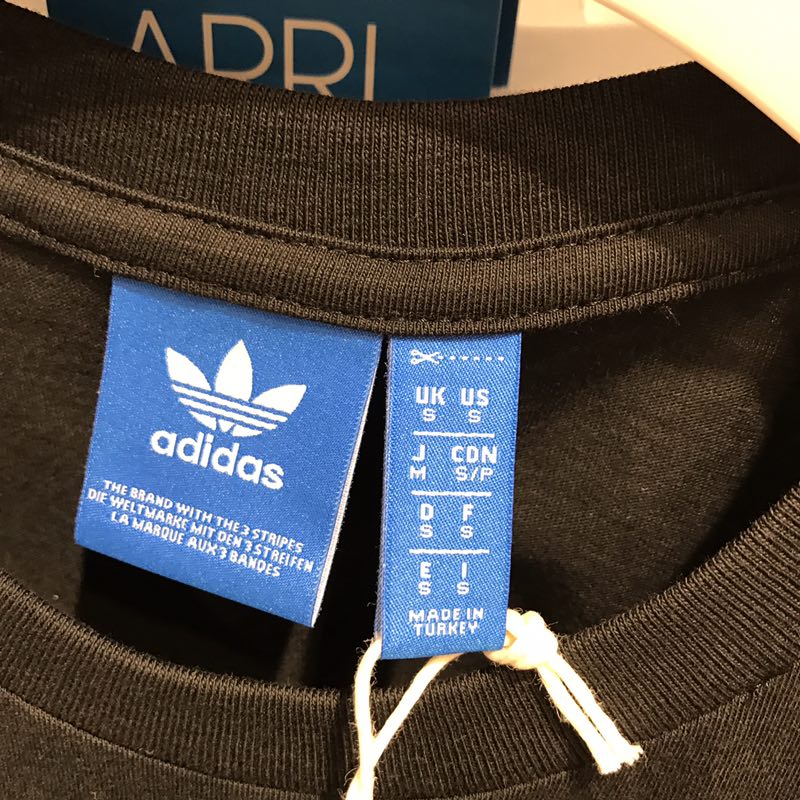 APRI
adidas
THE BRAND WITH THE 3 STRIPES
DIE WELTMARKE MIT DEN 3 STREIFEN
LA MARQUE AUX 3 BANDES
UK US
S S
J CDN
M S/P
D F
S S
E I
S S
MADE IN
TURKEY